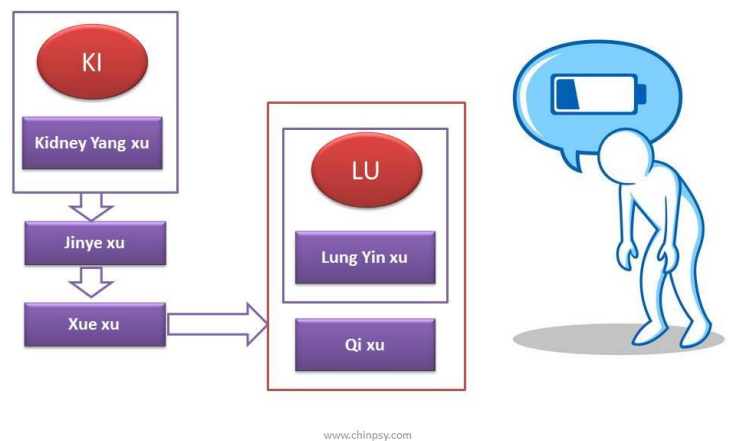 KI
Kidney Yang xu
Jinye xu
Xue xu
LU
Lung Yin xu
Qi xu
www.chinpsy.com